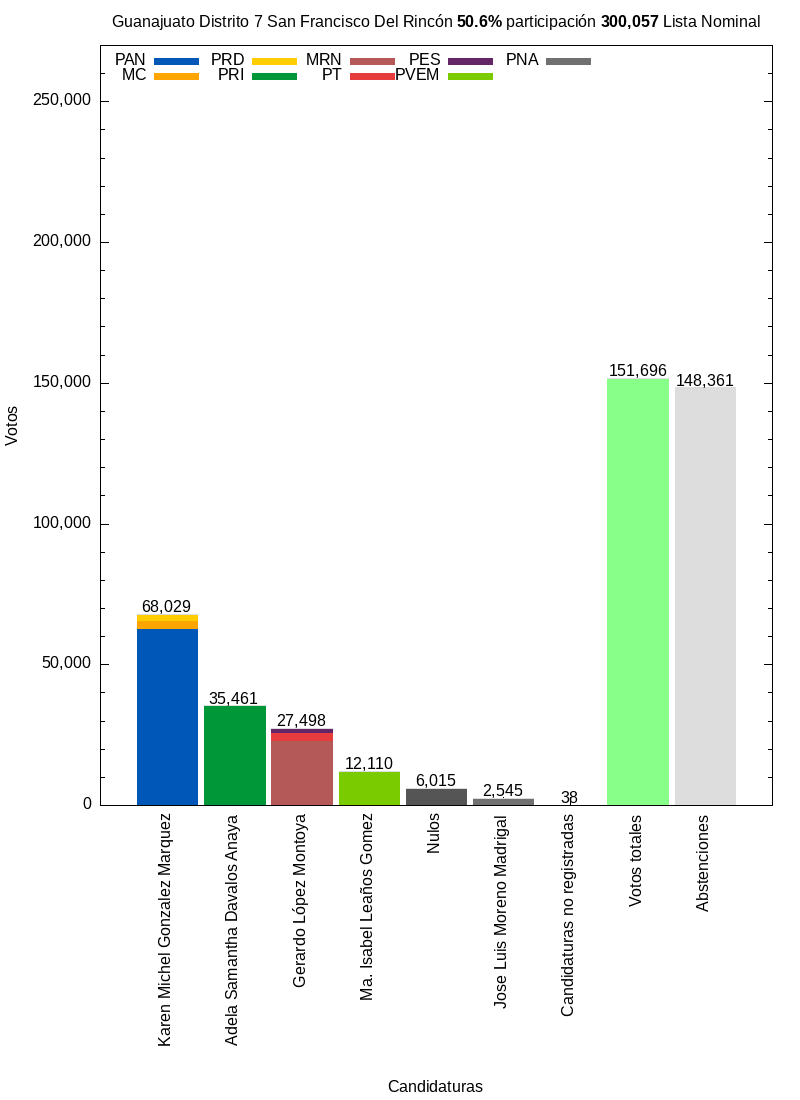 Guanajuato Distrito 7 San Francisco Del Rincón 50.6% participación 300,057 Lista Nominal
PAN PRD MRN PES PNA
MC PRI PT PVEM
250,000
200,000
150,000
100,000
50,000
0
Votos
68,029
35,461
27,498
12,110
6,015
2,545
38
151,696
148,361
Karen Michel Gonzalez Marquez
Adela Samantha Davalos Anaya
Gerardo López Montoya
Ma. Isabel Leaños Gomez
Nulos
Jose Luis Moreno Madrigal
Candidaturas no registradas
Votos totales
Abstenciones
Candidaturas